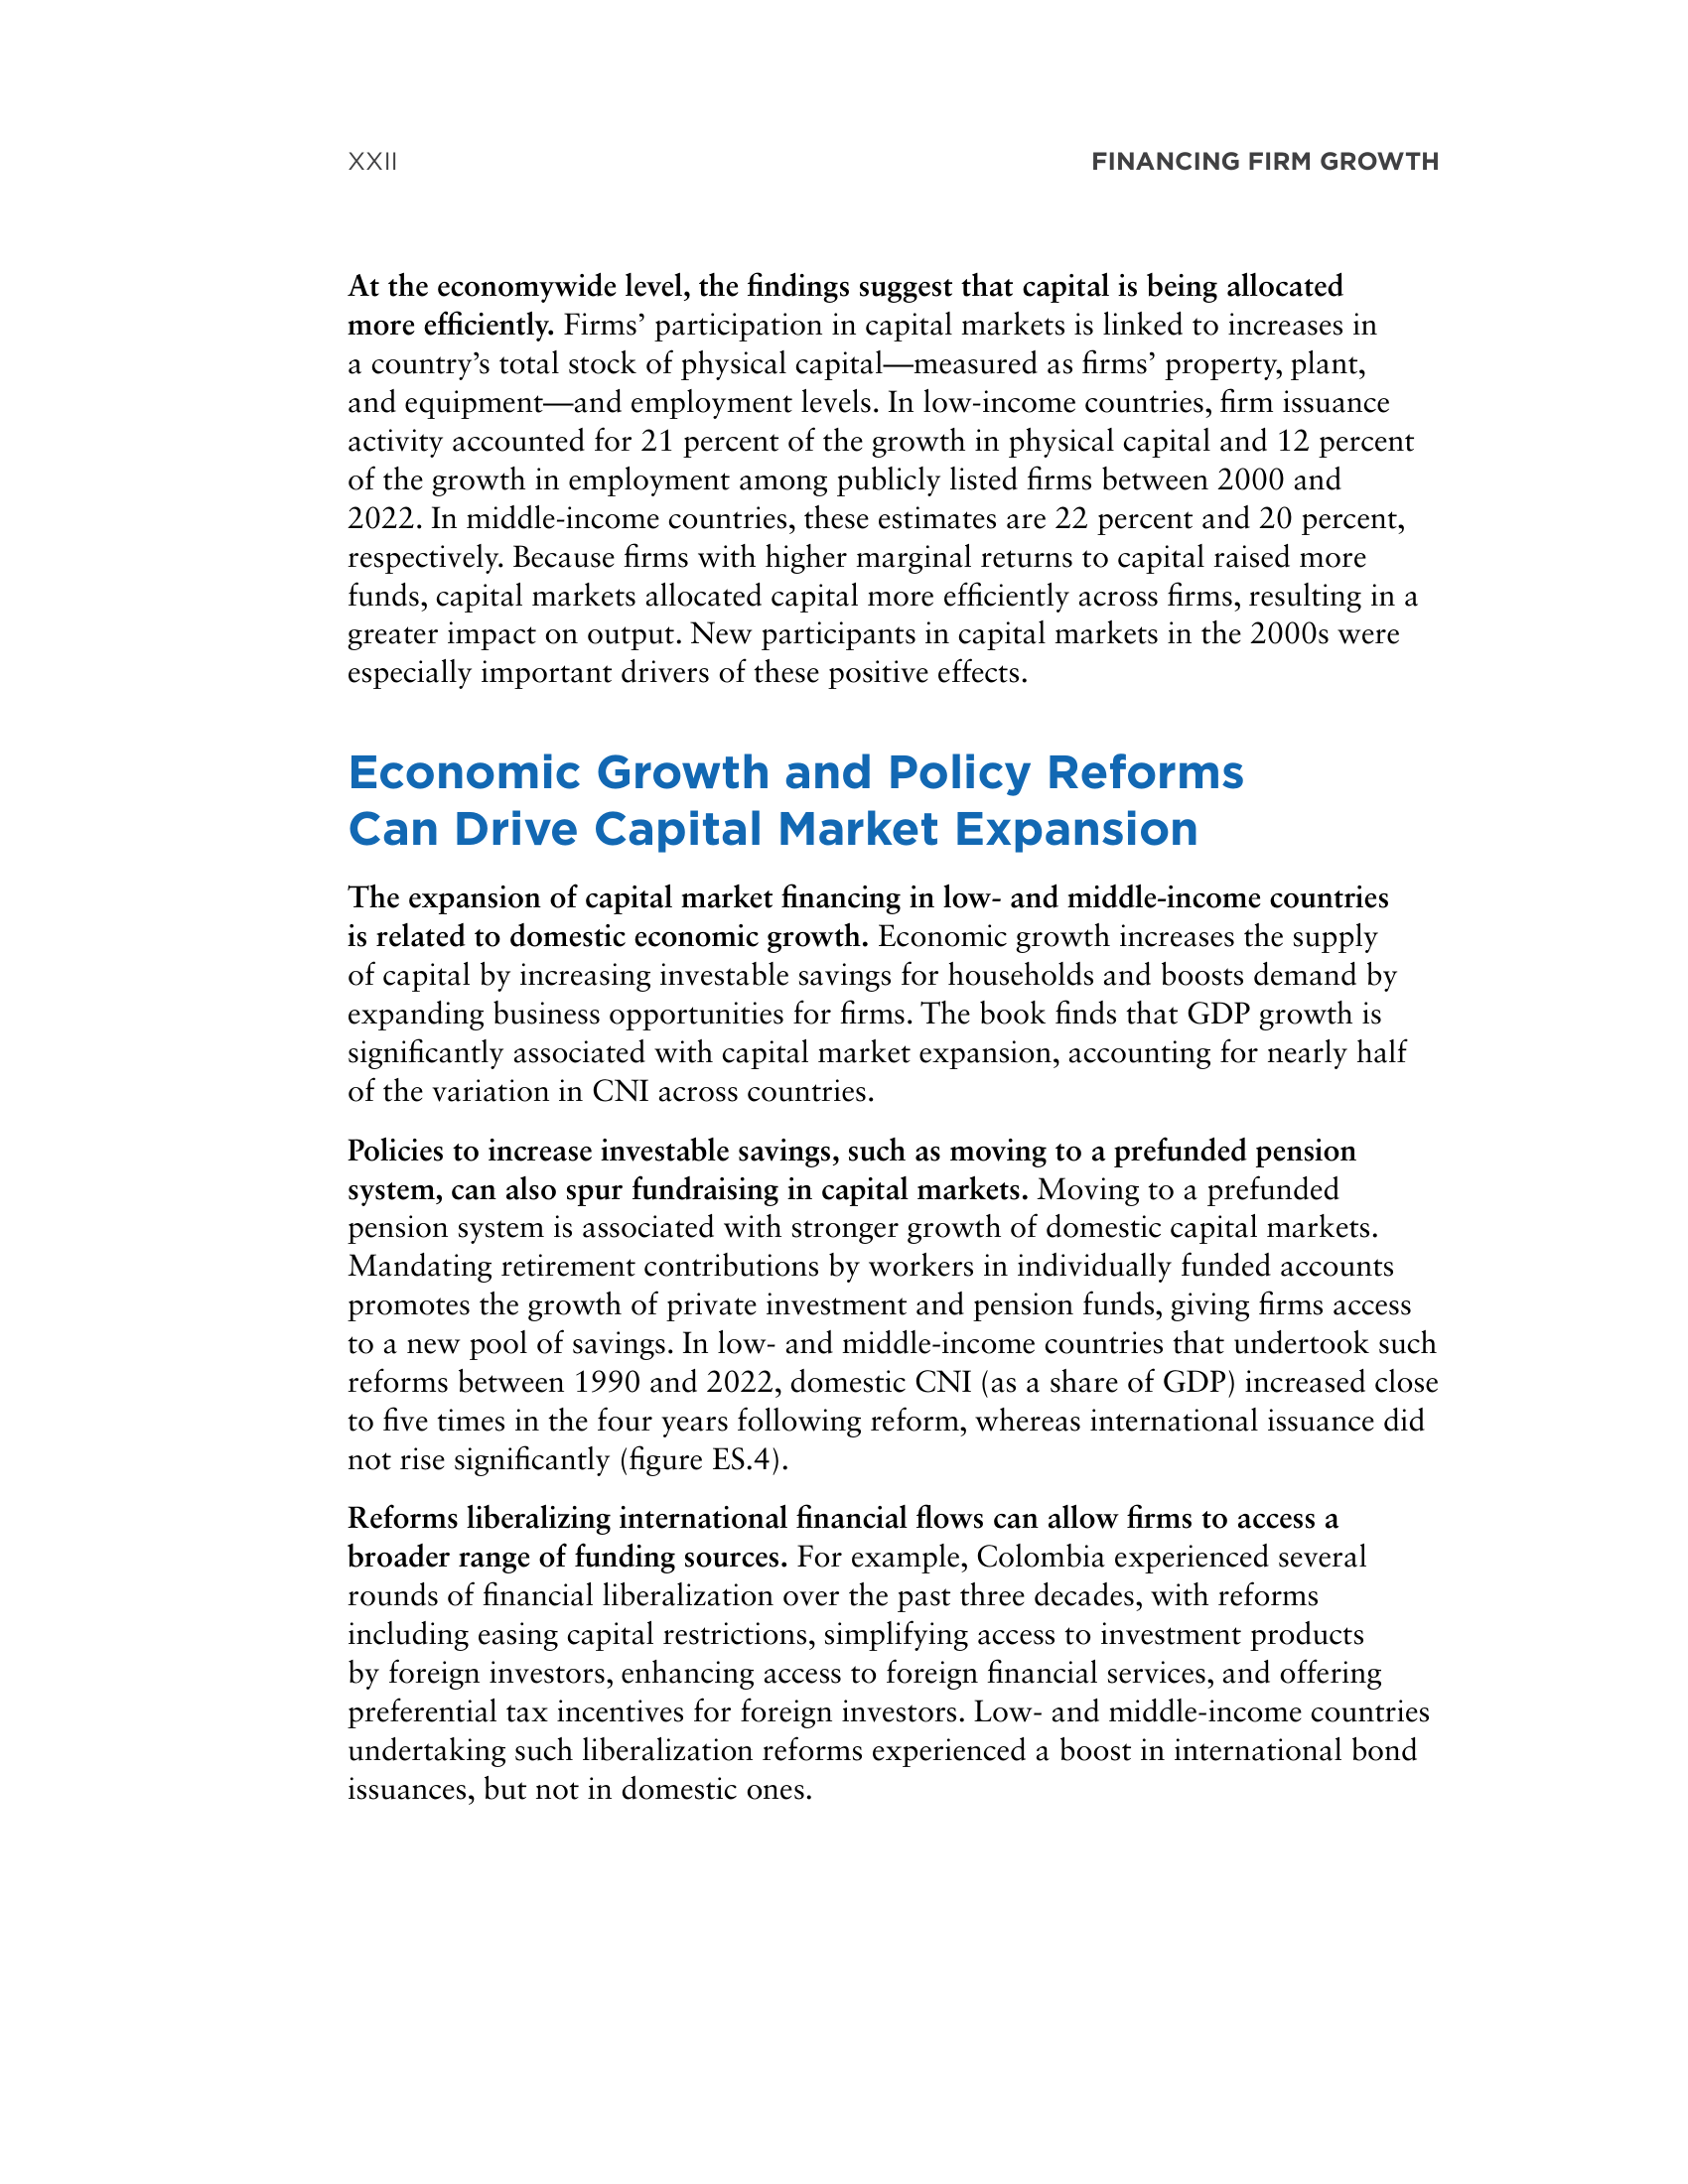 XXII
FINANCING FIRM GROWTH
At the economywide level, the findings suggest that capital is being allocated
more efficiently. Firms’ participation in capital markets is linked to increases in
a country’s total stock of physical capital—measured as firms’ property, plant,
and equipment—and employment levels. In low-income countries, firm issuance
activity accounted for 21 percent of the growth in physical capital and 12 percent
of the growth in employment among publicly listed firms between 2000 and
2022. In middle-income countries, these estimates are 22 percent and 20 percent,
respectively. Because firms with higher marginal returns to capital raised more
funds, capital markets allocated capital more efficiently across firms, resulting in a
greater impact on output. New participants in capital markets in the 2000s were
especially important drivers of these positive effects.
Economic Growth and Policy Reforms
Can Drive Capital Market Expansion
The expansion of capital market financing in low- and middle-income countries
is related to domestic economic growth. Economic growth increases the supply
of capital by increasing investable savings for households and boosts demand by
expanding business opportunities for firms. The book finds that GDP growth is
significantly associated with capital market expansion, accounting for nearly half
of the variation in CNI across countries.
Policies to increase investable savings, such as moving to a prefunded pension
system, can also spur fundraising in capital markets. Moving to a prefunded
pension system is associated with stronger growth of domestic capital markets.
Mandating retirement contributions by workers in individually funded accounts
promotes the growth of private investment and pension funds, giving firms access
to a new pool of savings. In low- and middle-income countries that undertook such
reforms between 1990 and 2022, domestic CNI (as a share of GDP) increased close
to five times in the four years following reform, whereas international issuance did
not rise significantly (figure ES.4).
Reforms liberalizing international financial flows can allow firms to access a
broader range of funding sources. For example, Colombia experienced several
rounds of financial liberalization over the past three decades, with reforms
including easing capital restrictions, simplifying access to investment products
by foreign investors, enhancing access to foreign financial services, and offering
preferential tax incentives for foreign investors. Low- and middle-income countries
undertaking such liberalization reforms experienced a boost in international bond
issuances, but not in domestic ones.